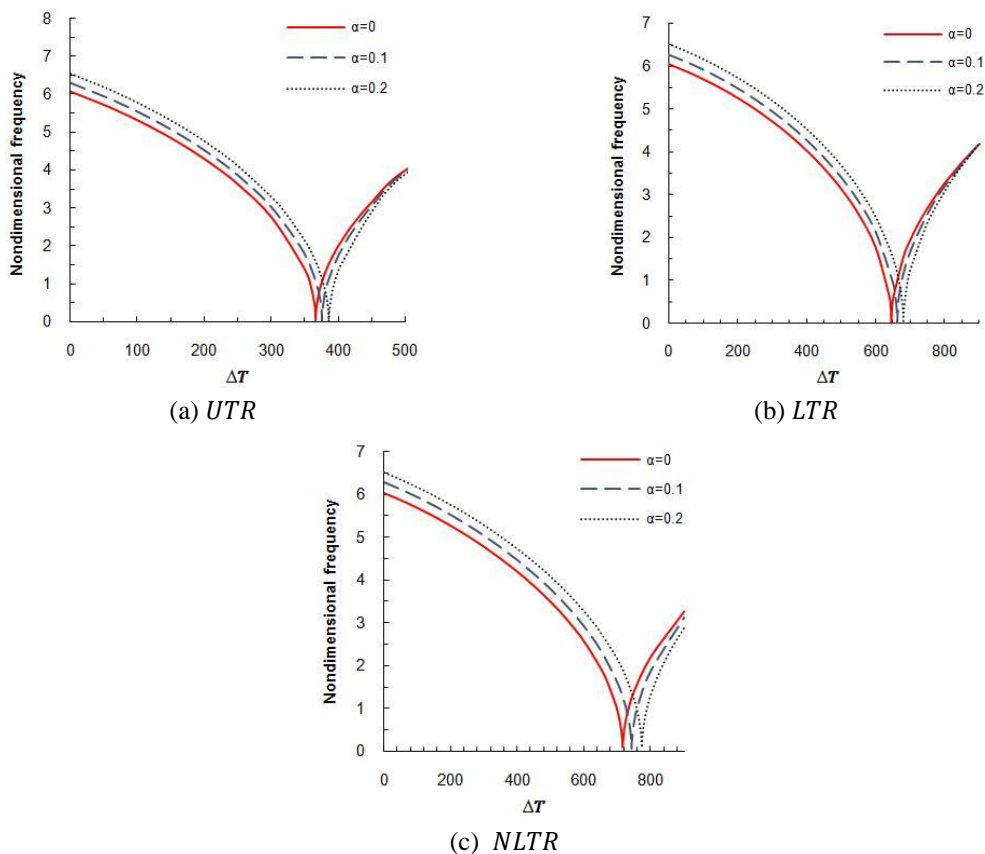 Nondimensional frequency
8
7
6
5
4
3
2
1
0
0 100 200 300 400 500
ΔT
α=0
α=0.1
α=0.2
(a) UTR
Nondimensional frequency
7
6
5
4
3
2
1
0
0 200 400 600 800
ΔT
α=0
α=0.1
α=0.2
(b) LTR
Nondimensional frequency
7
6
5
4
3
2
1
0
0 200 400 600 800
ΔT
α=0
α=0.1
α=0.2
(c) NLTR